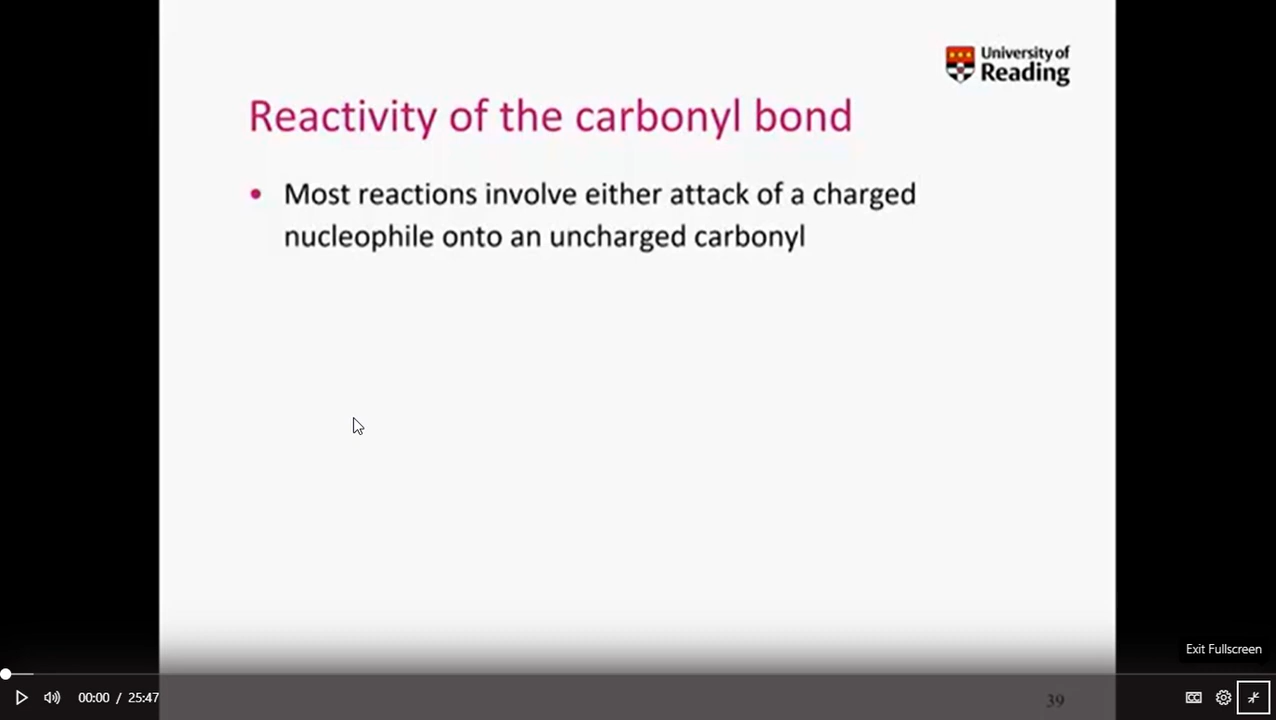 University of
Reading
Reactivity of the carbonyl bond
• Most reactions involve either attack of a charged
nucleophile onto an uncharged carbonyl
Exit Fullscreen
00:00 / 25:47
CC
39